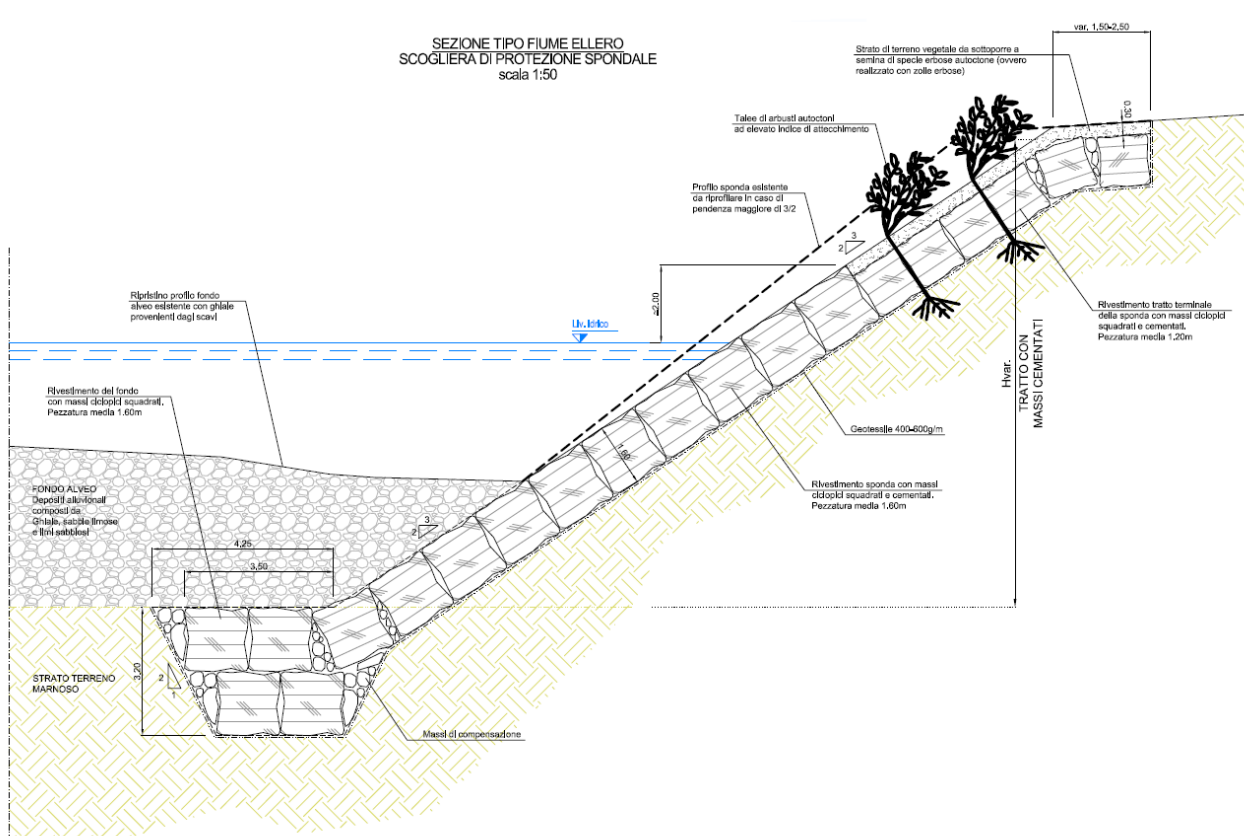 SEZIONE TIPO FIUME ELLERO
SCOGLIERA DI PROTEZIONE SPONDALE
scala 1:50
var. 1,50-2,50
Strato di terreno vegetale da sottoporre a
semina di specie erbose autoctone (ovvero
realizzato con zolle erbose)
0.30
Talee di arbusti autoctoni
ad elevato indice di attecchimento
Profilo sponda esistente
da riprofilare in caso di
pendenza maggiore di 3/2
3
2
≅2.00
Ripristino profilo fondo
alveo esistente con ghiaie
provenienti dagli scavi
Liv. idrico
Rivestimento tratto terminale
della sponda con massi ciclopici
squadrati e cementati.
Pezzatura media 1.20m
Hvar.
TRATTO CON
MASSI CEMENTATI
Rivestimento del fondo
con massi ciclopici squadrati.
Pezzatura media 1.60m
Geotessile 400-600g/m
1.60
Rivestimento sponda con massi
ciclopici squadrati e cementati.
Pezzatura media 1.60m
FONDO ALVEO
Depositi alluvionali
composti da
Ghiaie, sabbie limose
e limi sabbiosi
3
2
4,25
3,50
3,20
STRATO TERRENO
MARNOSO
2
1
Massi di compensazione